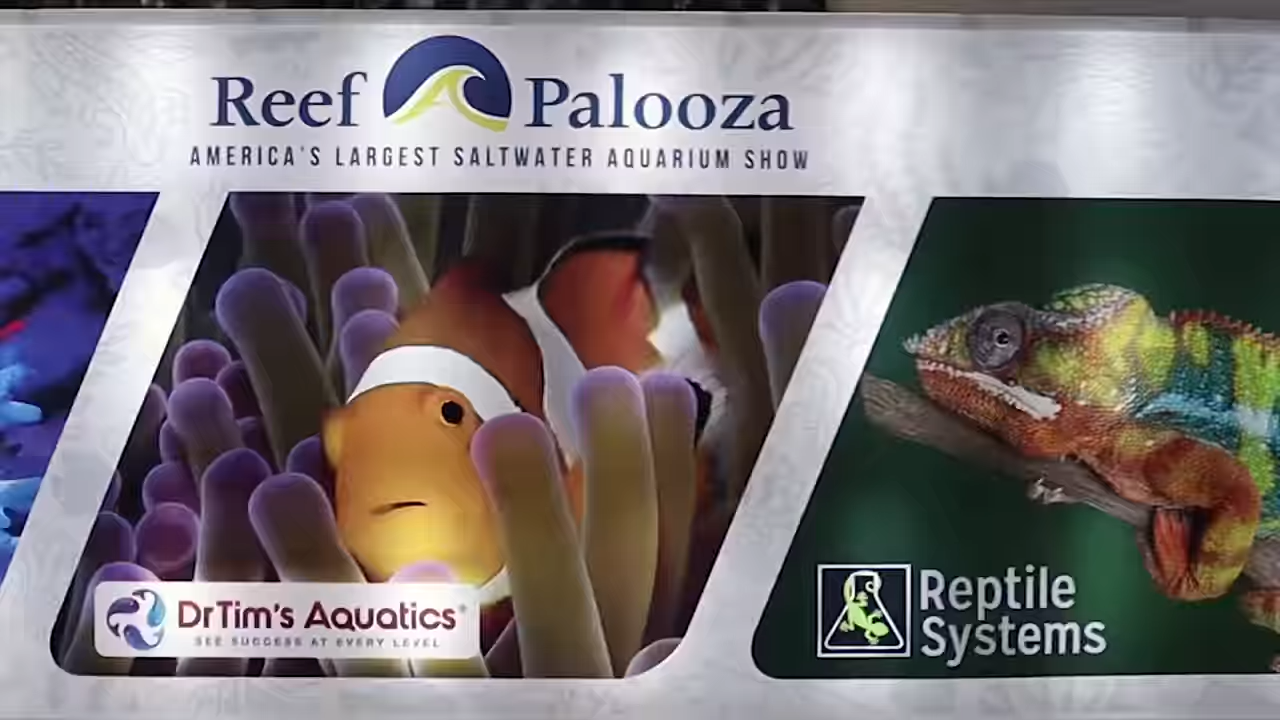 Reef Palooza
AMERICA'S LARGEST SALTWATER AQUARIUM SHOW
DrTim's Aquatics®
SEE SUCCESS AT EVERY LEVEL
Reptile
Systems